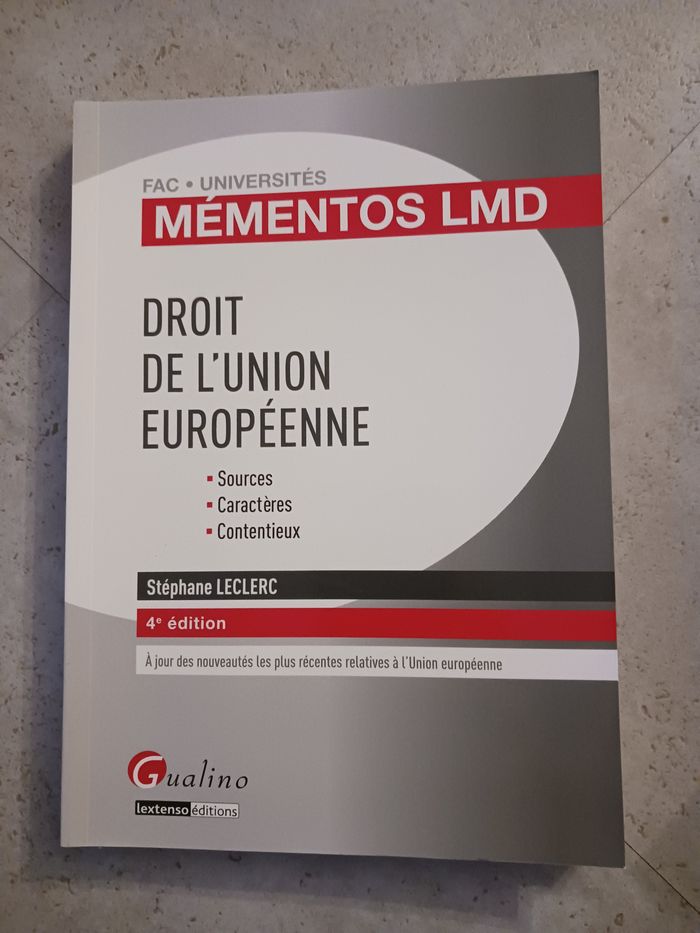 FAC • UNIVERSITÉS
MÉMENTOS LMD
DROIT
DE L'UNION
EUROPÉENNE
▪ Sources
▪ Caractères
▪ Contentieux
Stéphane LECLERC
4e édition
À jour des nouveautés les plus récentes relatives à l'Union européenne
Gualino
lextenso éditions